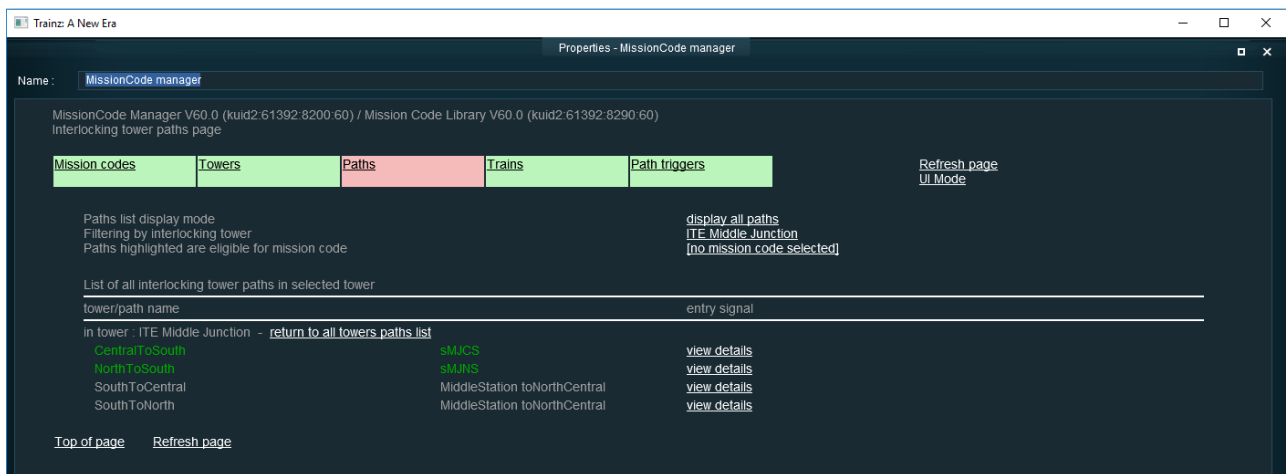 Trainz: A New Era
Properties - MissionCode manager
Name : MissionCode manager
MissionCode Manager V60.0 (kuid2:61392:8200:60) / Mission Code Library V60.0 (kuid2:61392:8290:60)
Interlocking tower paths page
Mission codes Towers Paths Trains Path triggers Refresh page
UI Mode
Paths list display mode display all paths
Filtering by interlocking tower ITE Middle Junction
Paths highlighted are eligible for mission code [no mission code selected]
List of all interlocking tower paths in selected tower
tower/path name entry signal
in tower : ITE Middle Junction - return to all towers paths list
CentralToSouth sMJCS view details
NorthToSouth sMJNS view details
SouthToCentral MiddleStation toNorthCentral view details
SouthToNorth MiddleStation toNorthCentral view details
Top of page Refresh page